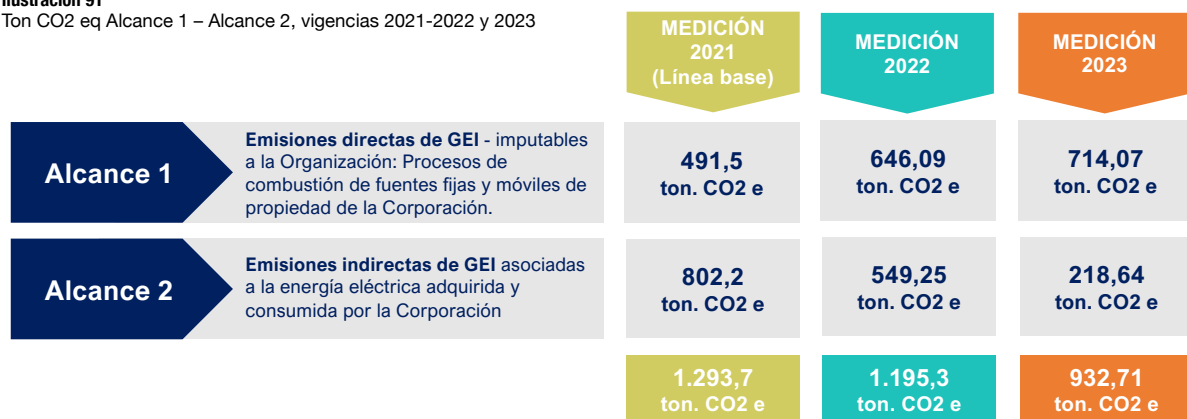 Ilustración 91
Ton CO2 eq Alcance 1 – Alcance 2, vigencias 2021-2022 y 2023
MEDICIÓN
2021
(Línea base)
MEDICIÓN
2022
MEDICIÓN
2023
Alcance 1
Emisiones directas de GEI - imputables
a la Organización: Procesos de
combustión de fuentes fijas y móviles de
propiedad de la Corporación.
491,5
ton. CO2 e
646,09
ton. CO2 e
714,07
ton. CO2 e
Alcance 2
Emisiones indirectas de GEI asociadas
a la energía eléctrica adquirida y
consumida por la Corporación
802,2
ton. CO2 e
549,25
ton. CO2 e
218,64
ton. CO2 e
1.293,7
ton. CO2 e
1.195,3
ton. CO2 e
932,71
ton. CO2 e